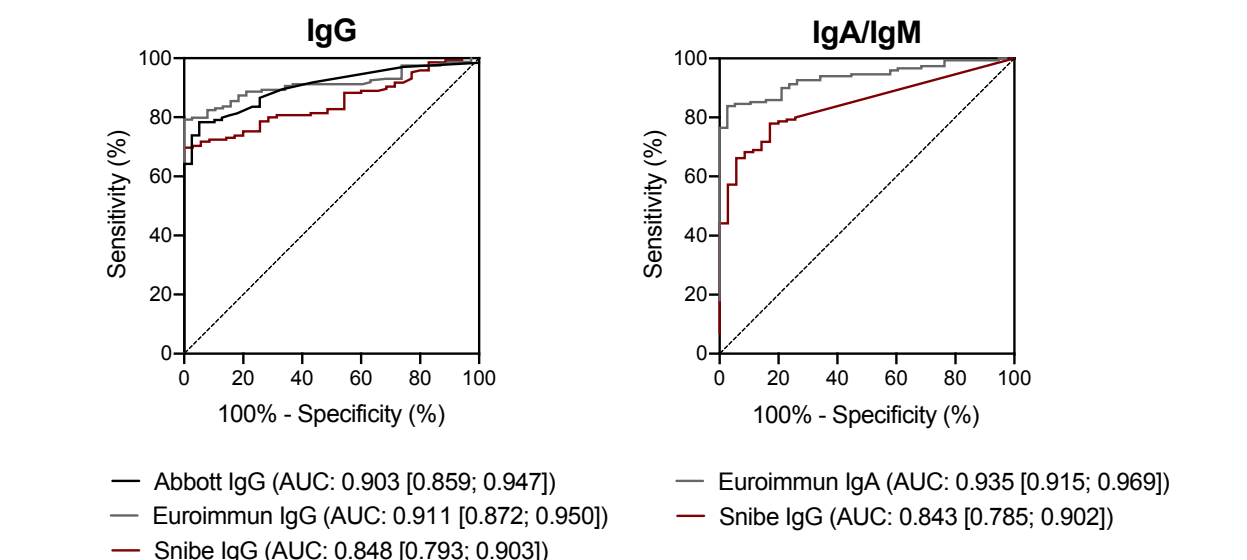 IgG
100
80
60
40
20
0
Sensitivity (%)
0 20 40 60 80 100
100% - Specificity (%)
Abbott IgG (AUC: 0.903 [0.859; 0.947])
Euroimmun IgG (AUC: 0.911 [0.872; 0.950])
Snibe IgG (AUC: 0.848 [0.793; 0.903])
IgA/IgM
100
80
60
40
20
0
Sensitivity (%)
0 20 40 60 80 100
100% - Specificity (%)
Euroimmun IgA (AUC: 0.935 [0.915; 0.969])
Snibe IgG (AUC: 0.843 [0.785; 0.902])